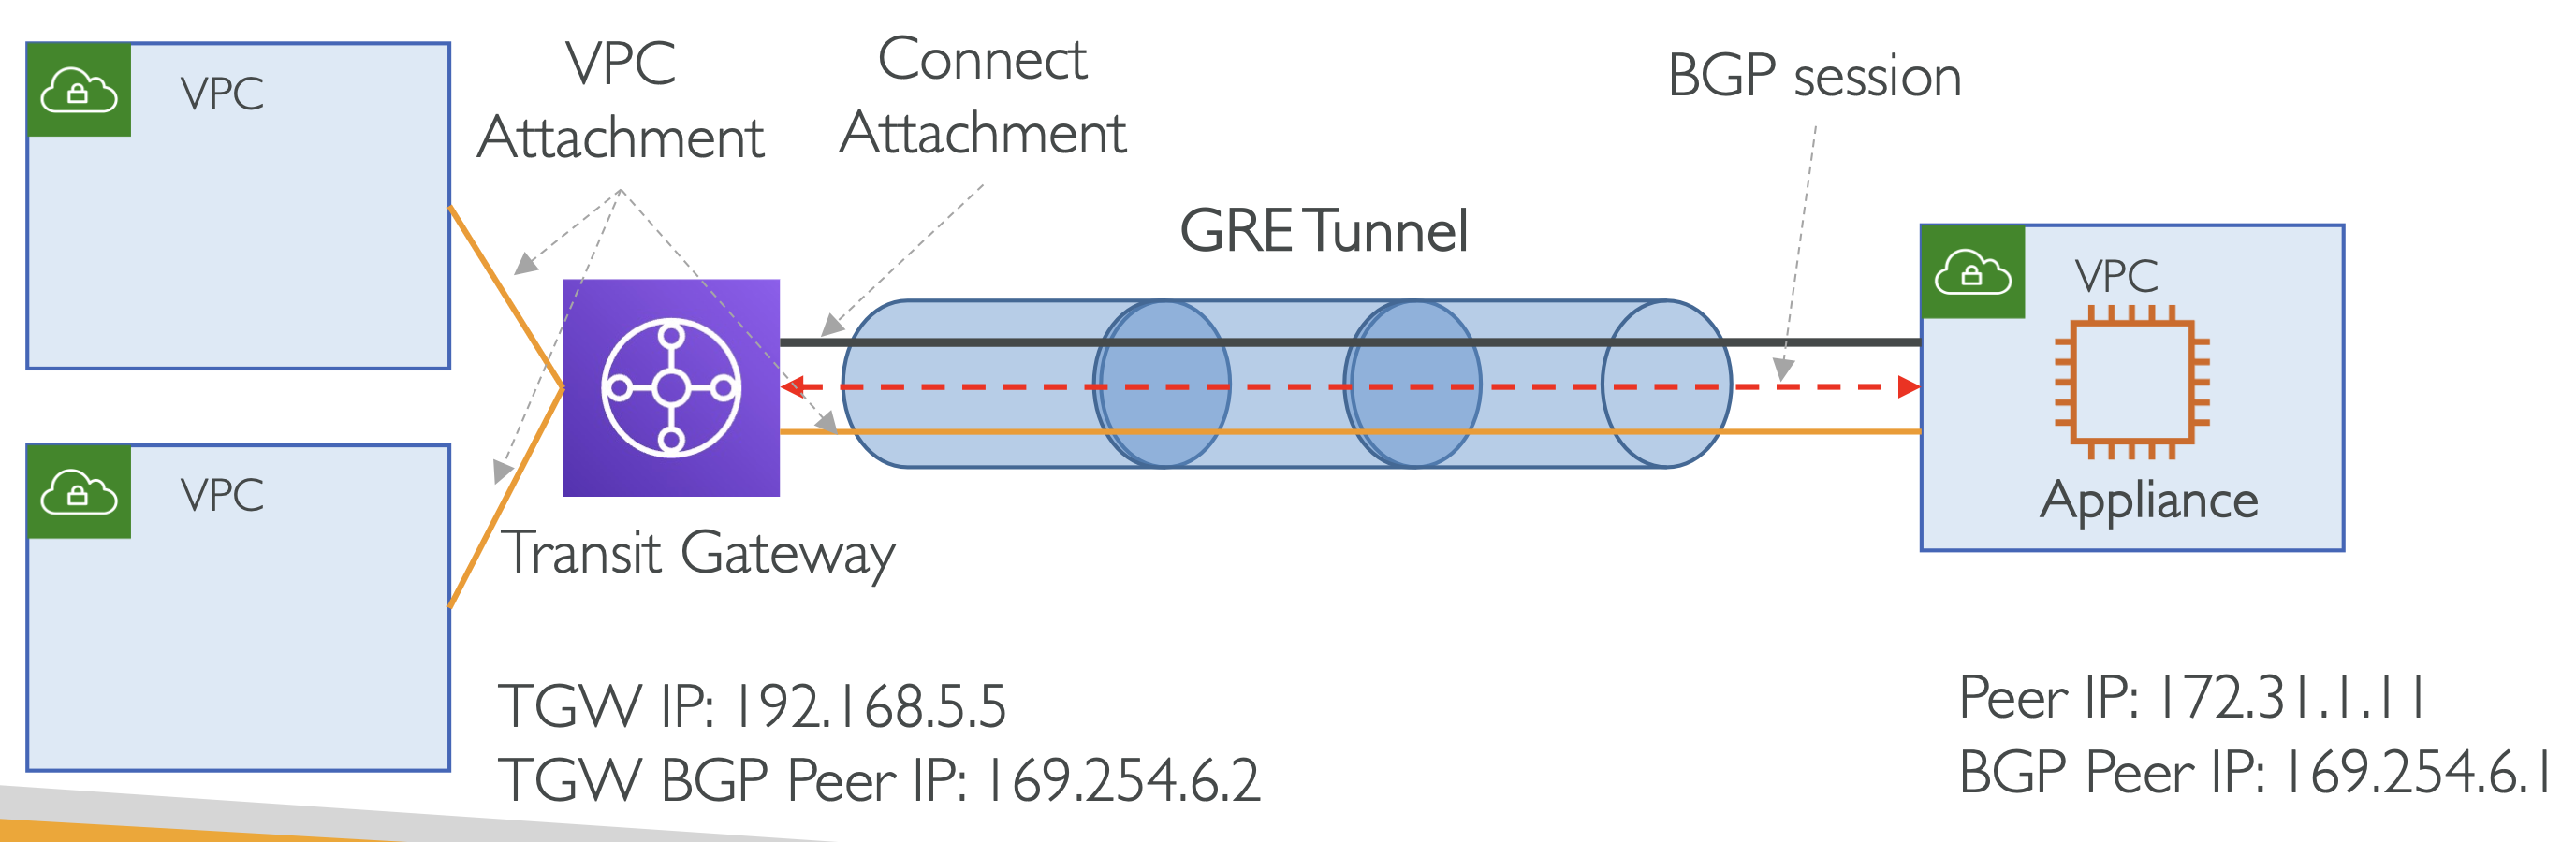 VPC
VPC
Attachment
Connect
Attachment
BGP session
GRE Tunnel
VPC
Appliance
VPC
Transit Gateway
TGW IP: 192.168.5.5
TGW BGP Peer IP: 169.254.6.2
Peer IP: 172.31.1.11
BGP Peer IP: 169.254.6.1